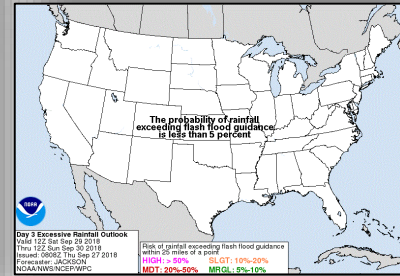 The probability of rainfall
exceeding flash flood guidance
is less than 5 percent
NOAA
Day 3 Excessive Rainfall Outlook
Valid 12Z Sat Sep 29 2018
Thru 12Z Sun Sep 30 2018
Issued: 0808Z Thu Sep 27 2018
Forecaster: JACKSON
NOAA/NWS/NCEP/WPC
Risk of rainfall exceeding flash flood guidance
within 25 miles of a point
HIGH: > 50% SLGT: 10%-20%
MDT: 20%-50% MRGL: 5%-10%